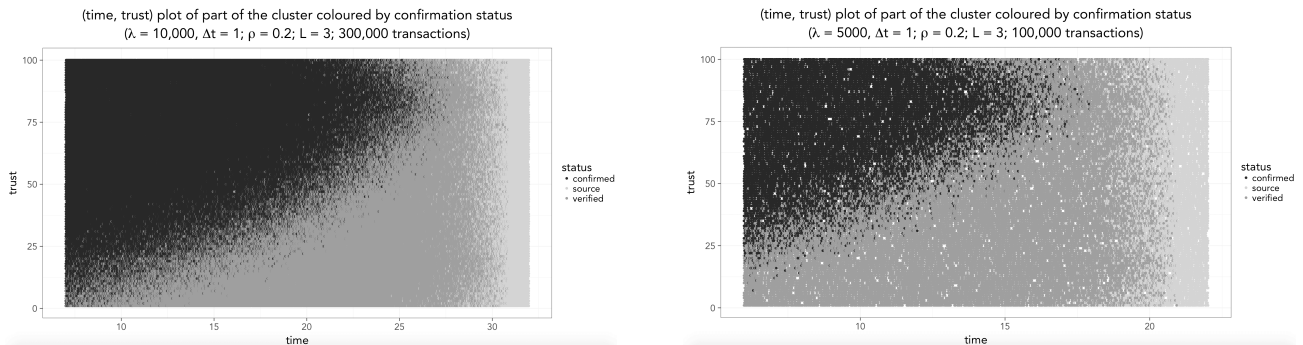 (time, trust) plot of part of the cluster coloured by confirmation status
(λ = 10,000, Δt = 1; ρ = 0.2; L = 3; 300,000 transactions)
100
75
50
25
0
trust
10
15
20
25
30
time
status
confirmed
source
verified
(time, trust) plot of part of the cluster coloured by confirmation status
(λ = 5000, Δt = 1; ρ = 0.2; L = 3; 100,000 transactions)
100
75
50
25
0
trust
10
15
20
time
status
confirmed
source
verified